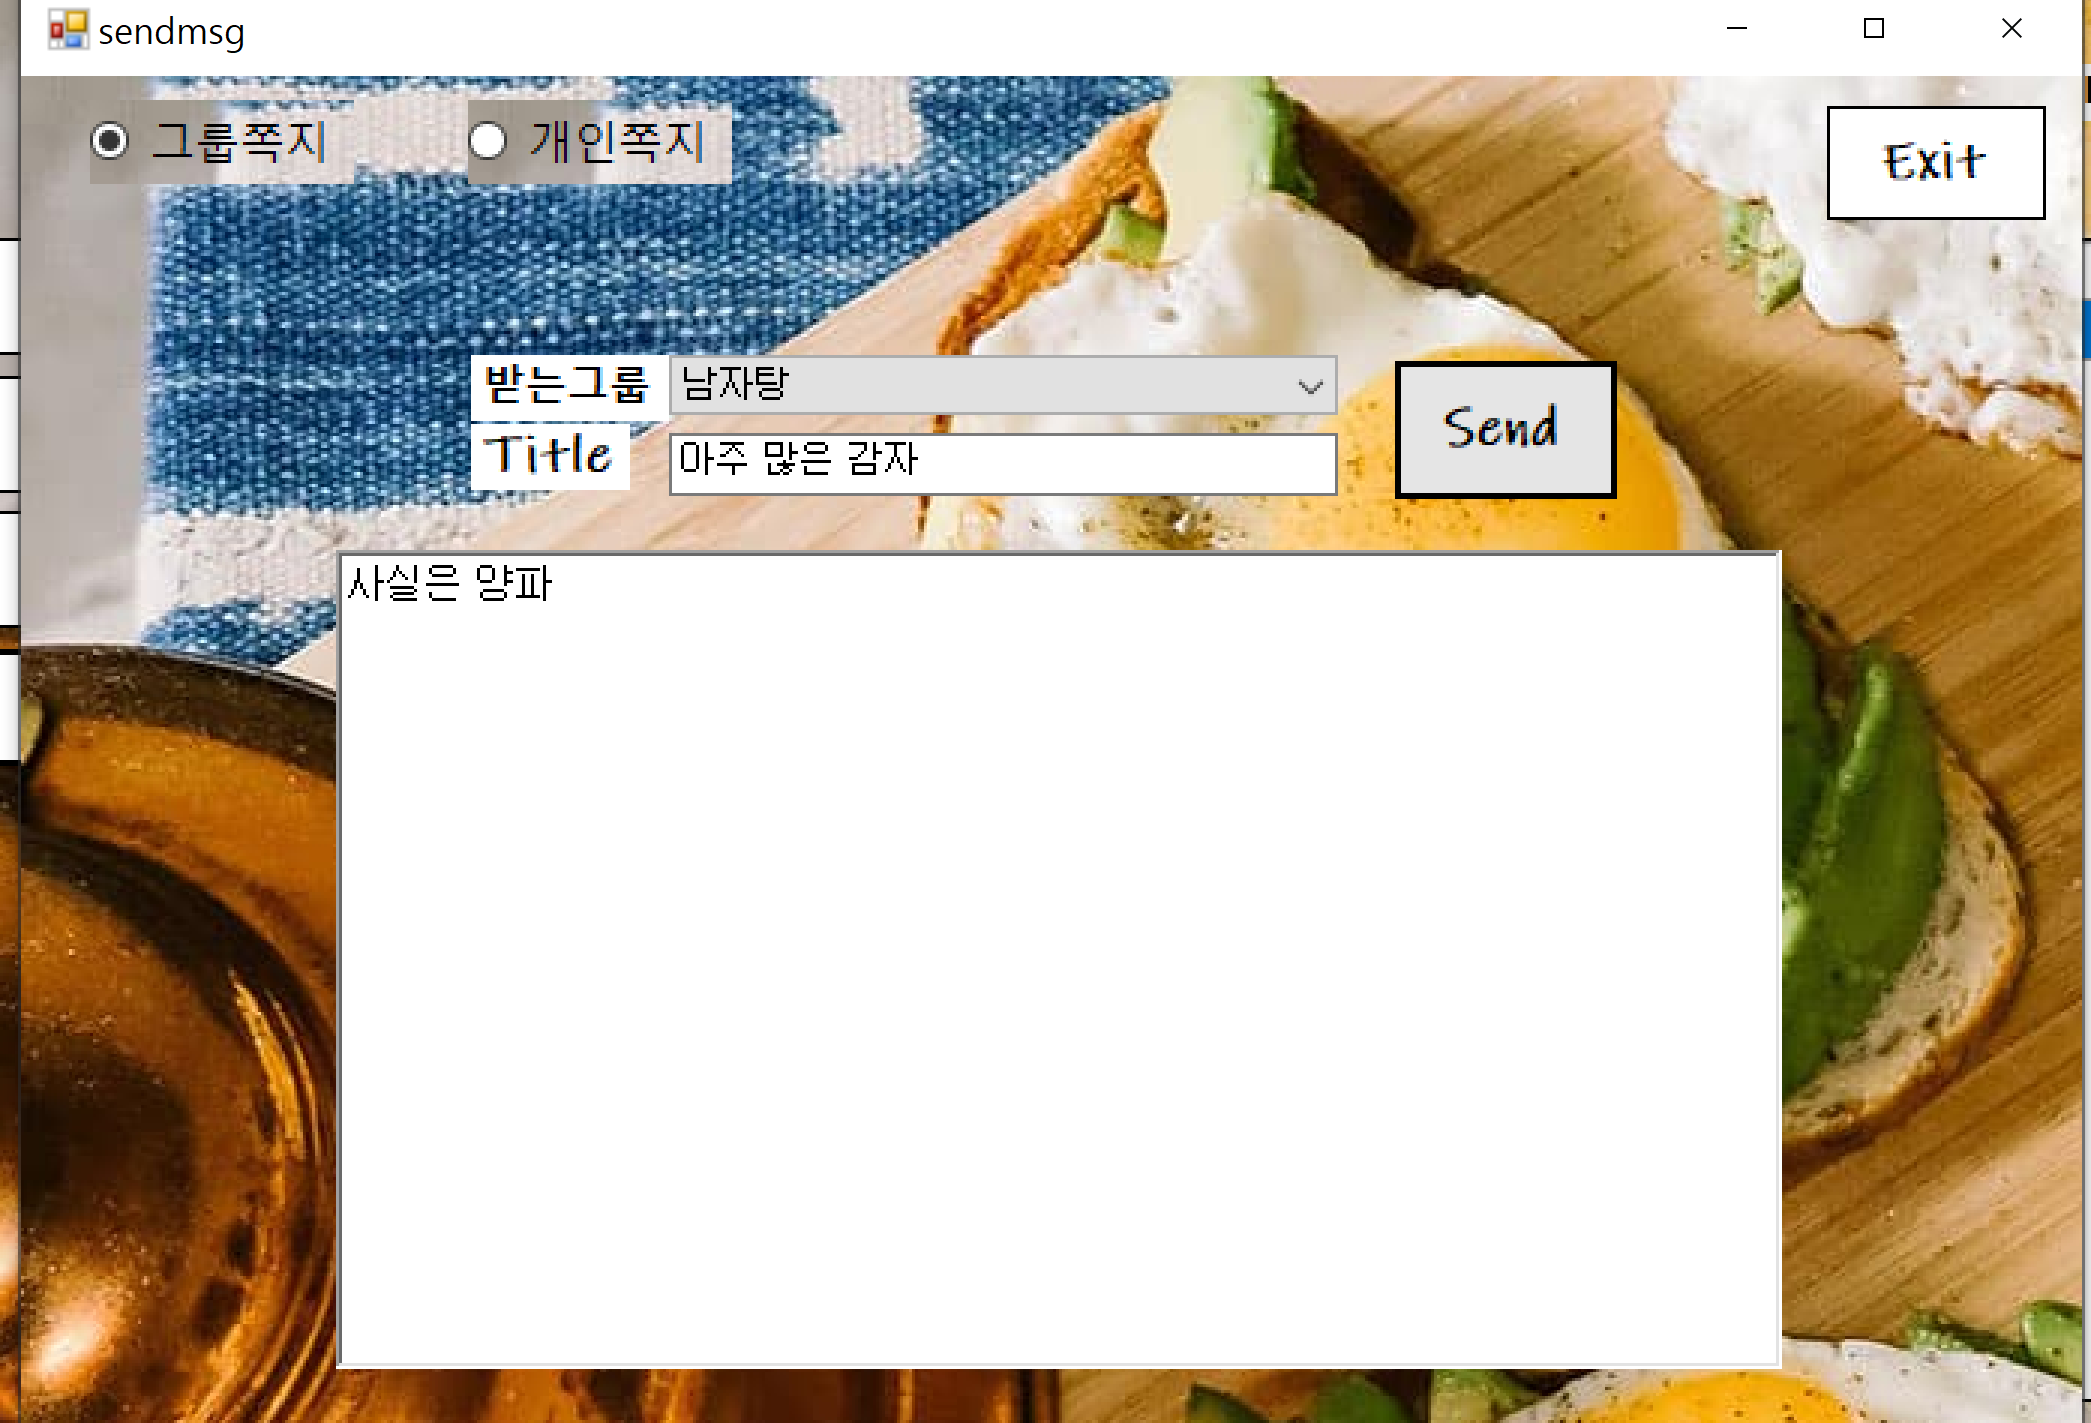 sendmsg
그룹쪽지 개인쪽지
Exit
받는그룹 남자탕
Title 아주 많은 감자
Send
사실은 양파